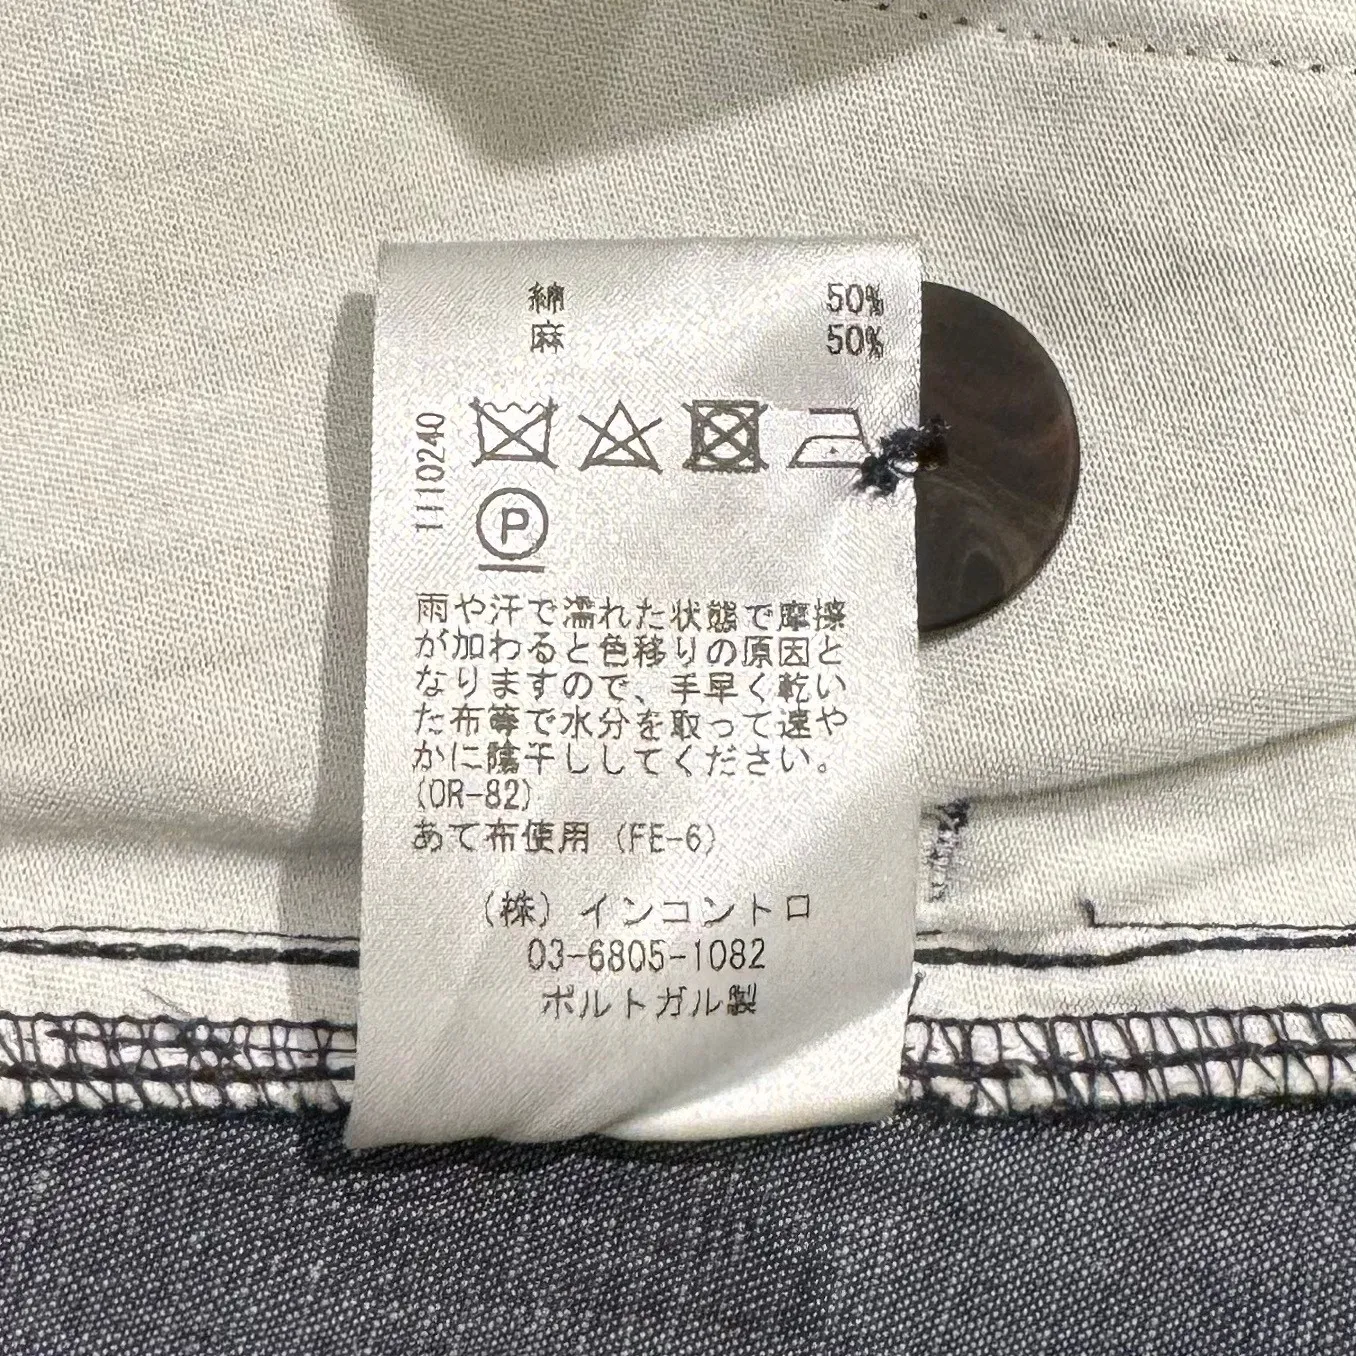 綿 50%
麻 50%
1110240
P
雨や汗で濡れた状態で摩擦
が加わると色移りの原因と
なりますので、手早く乾い
た布等で水分を取って速や
かに陰干ししてください。
(OR-82)
あて布使用 (FE-6)
(株) インコントロ
03-6805-1082
ポルトガル製